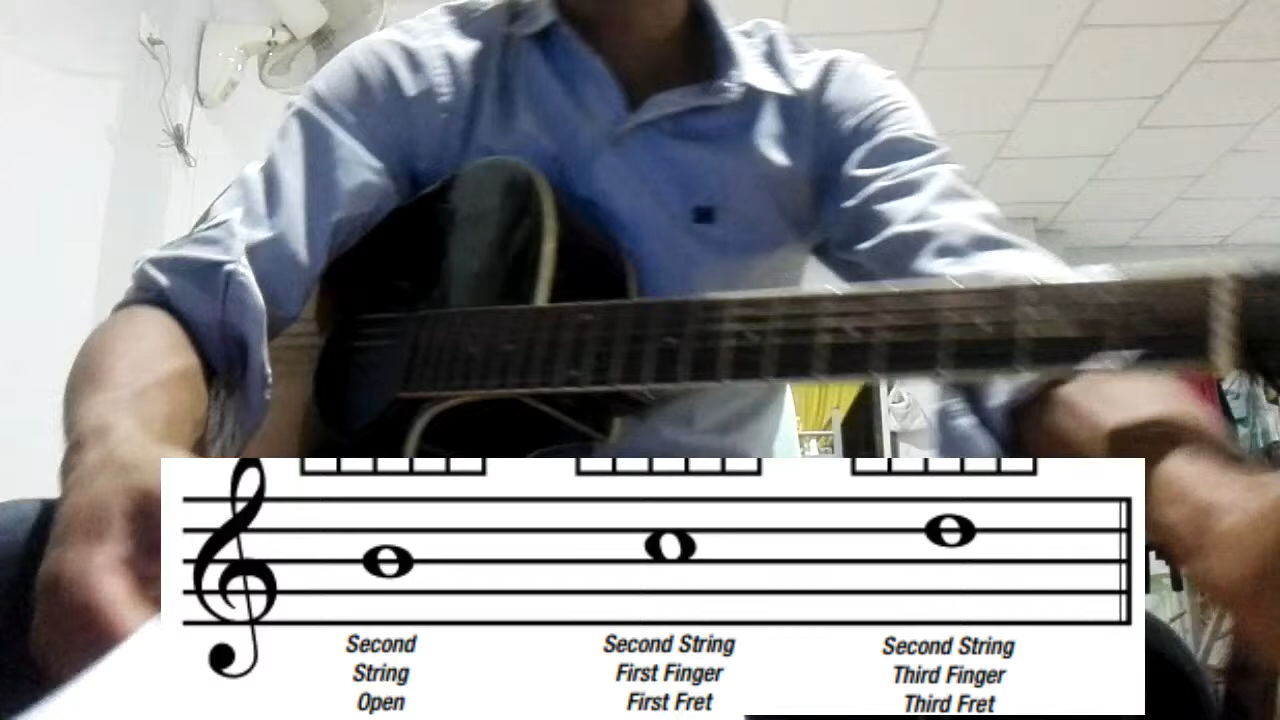 Second
String
Open
Second String
First Finger
First Fret
Second String
Third Finger
Third Fret